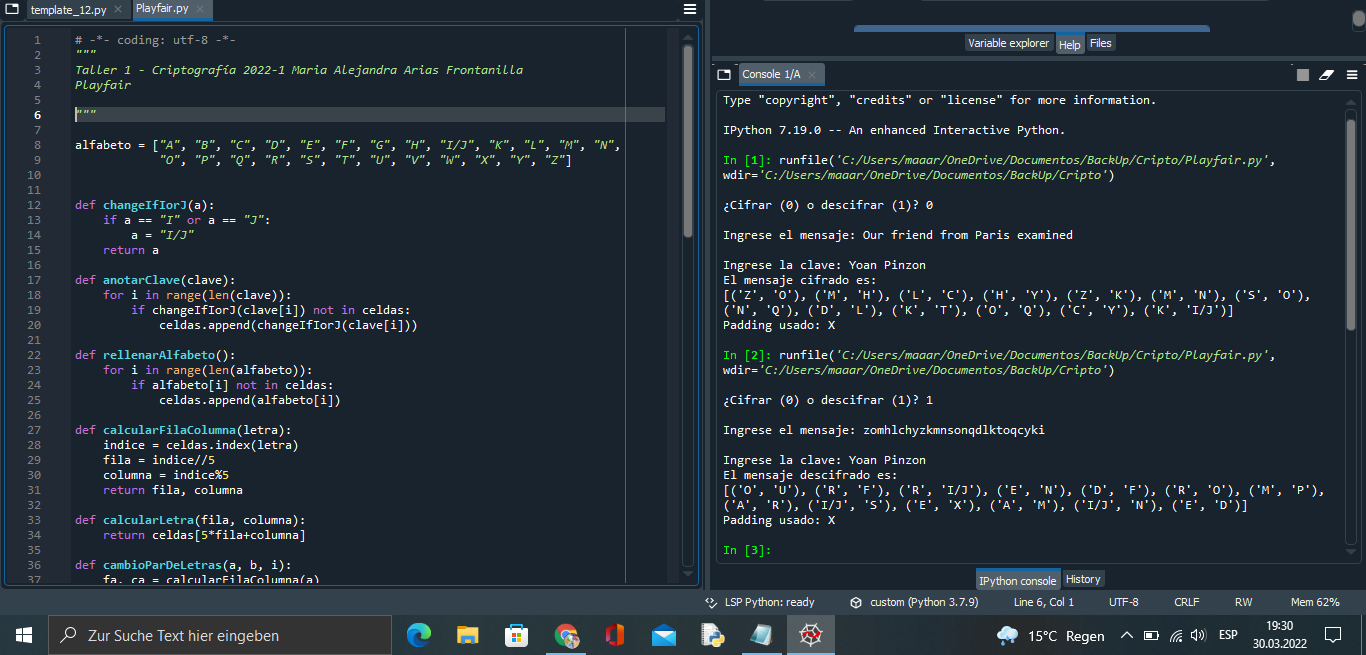 template_12.py
Playfair.py
1 # -*- coding: utf-8 -*-
2 """
3 Taller 1 - Criptografía 2022-1 Maria Alejandra Arias Frontanilla
4 Playfair
5
6 """
7
8 alfabeto = ["A", "B", "C", "D", "E", "F", "G", "H", "I/J", "K", "L", "M", "N",
9 "O", "P", "Q", "R", "S", "T", "U", "V", "W", "X", "Y", "Z"]
10
11
12 def changeIfIorJ(a):
13 if a == "I" or a == "J":
14 a = "I/J"
15 return a
16
17 def anotarClave(clave):
18 for i in range(len(clave)):
19 if changeIfIorJ(clave[i]) not in celdas:
20 celdas.append(changeIfIorJ(clave[i]))
21
22 def rellenarAlfabeto():
23 for i in range(len(alfabeto)):
24 if alfabeto[i] not in celdas:
25 celdas.append(alfabeto[i])
26
27 def calcularFilaColumna(letra):
28 indice = celdas.index(letra)
29 fila = indice//5
30 columna = indice%5
31 return fila, columna
32
33 def calcularLetra(fila, columna):
34 return celdas[5*fila+columna]
35
36 def cambioParDeLetras(a, b, i):
37 fa, ca = calcularFilaColumna(a)
Variable explorer Help Files
Console 1/A
Type "copyright", "credits" or "license" for more information.
IPython 7.19.0 -- An enhanced Interactive Python.
In [1]: runfile('C:/Users/maaar/OneDrive/Documentos/BackUp/Cripto/Playfair.py',
wdir='C:/Users/maaar/OneDrive/Documentos/BackUp/Cripto')
¿Cifrar (0) o descifrar (1)? 0
Ingrese el mensaje: Our friend from Paris examined
Ingrese la clave: Yoan Pinzon
El mensaje cifrado es:
[('Z', 'O'), ('M', 'H'), ('L', 'C'), ('H', 'Y'), ('Z', 'K'), ('M', 'N'), ('S', 'O'),
('N', 'Q'), ('D', 'L'), ('K', 'T'), ('O', 'Q'), ('C', 'Y'), ('K', 'I/J')]
Padding usado: X
In [2]: runfile('C:/Users/maaar/OneDrive/Documentos/BackUp/Cripto/Playfair.py',
wdir='C:/Users/maaar/OneDrive/Documentos/BackUp/Cripto')
¿Cifrar (0) o descifrar (1)? 1
Ingrese el mensaje: zomhlchyzkmnsonqdlktoqcyki
Ingrese la clave: Yoan Pinzon
El mensaje descifrado es:
[('O', 'U'), ('R', 'F'), ('R', 'I/J'), ('E', 'N'), ('D', 'F'), ('R', 'O'), ('M', 'P'),
('A', 'R'), ('I/J', 'S'), ('E', 'X'), ('A', 'M'), ('I/J', 'N'), ('E', 'D')]
Padding usado: X
In [3]:
IPython console History
LSP Python: ready custom (Python 3.7.9) Line 6, Col 1 UTF-8 CRLF RW Mem 62%
Zur Suche Text hier eingeben
15°C Regen
ESP
19:30
30.03.2022